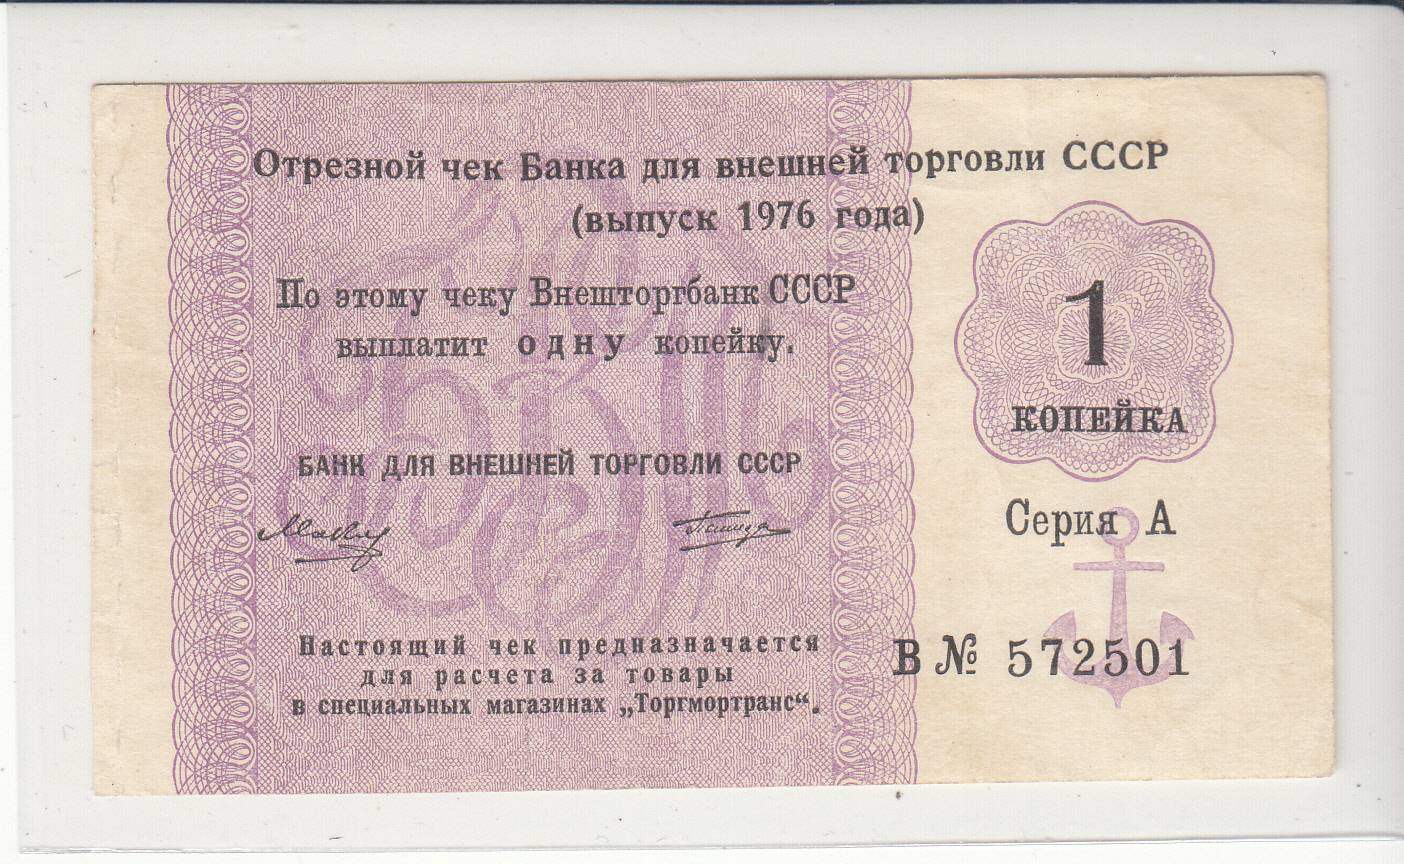 Отрезной чек Банка для внешней торговли СССР
(выпуск 1976 года)
По этому чеку Внешторгбанк СССР
выплатит одну копейку.
1
КОПЕЙКА
БАНК ДЛЯ ВНЕШНЕЙ ТОРГОВЛИ СССР
Серия А
Настоящий чек предназначается
для расчета за товары
в специальных магазинах „Торгмортранс“.
В № 572501